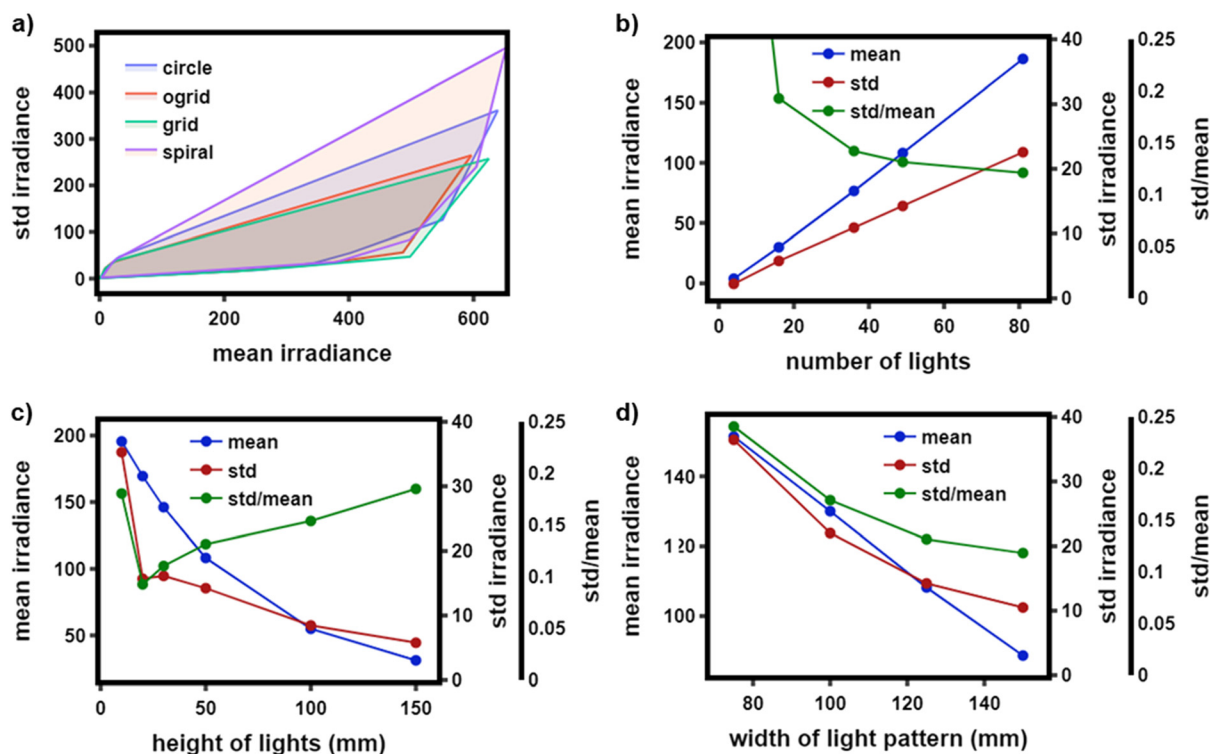 a)
std irradiance
500
400
300
200
100
0
circle
ogrid
grid
spiral
0 200 400 600
mean irradiance
b)
mean irradiance
200
150
100
50
0
mean
std
std/mean
40
30
20
10
0
std irradiance
0.25
0.2
0.15
0.1
0.05
0
std/mean
0 20 40 60 80
number of lights
c)
mean irradiance
200
150
100
50
mean
std
std/mean
40
30
20
10
0
std irradiance
0.25
0.2
0.15
0.1
0.05
0
std/mean
0 50 100 150
height of lights (mm)
d)
mean irradiance
140
120
100
mean
std
std/mean
40
30
20
10
0
std irradiance
0.25
0.2
0.15
0.1
0.05
0
std/mean
80 100 120 140
width of light pattern (mm)